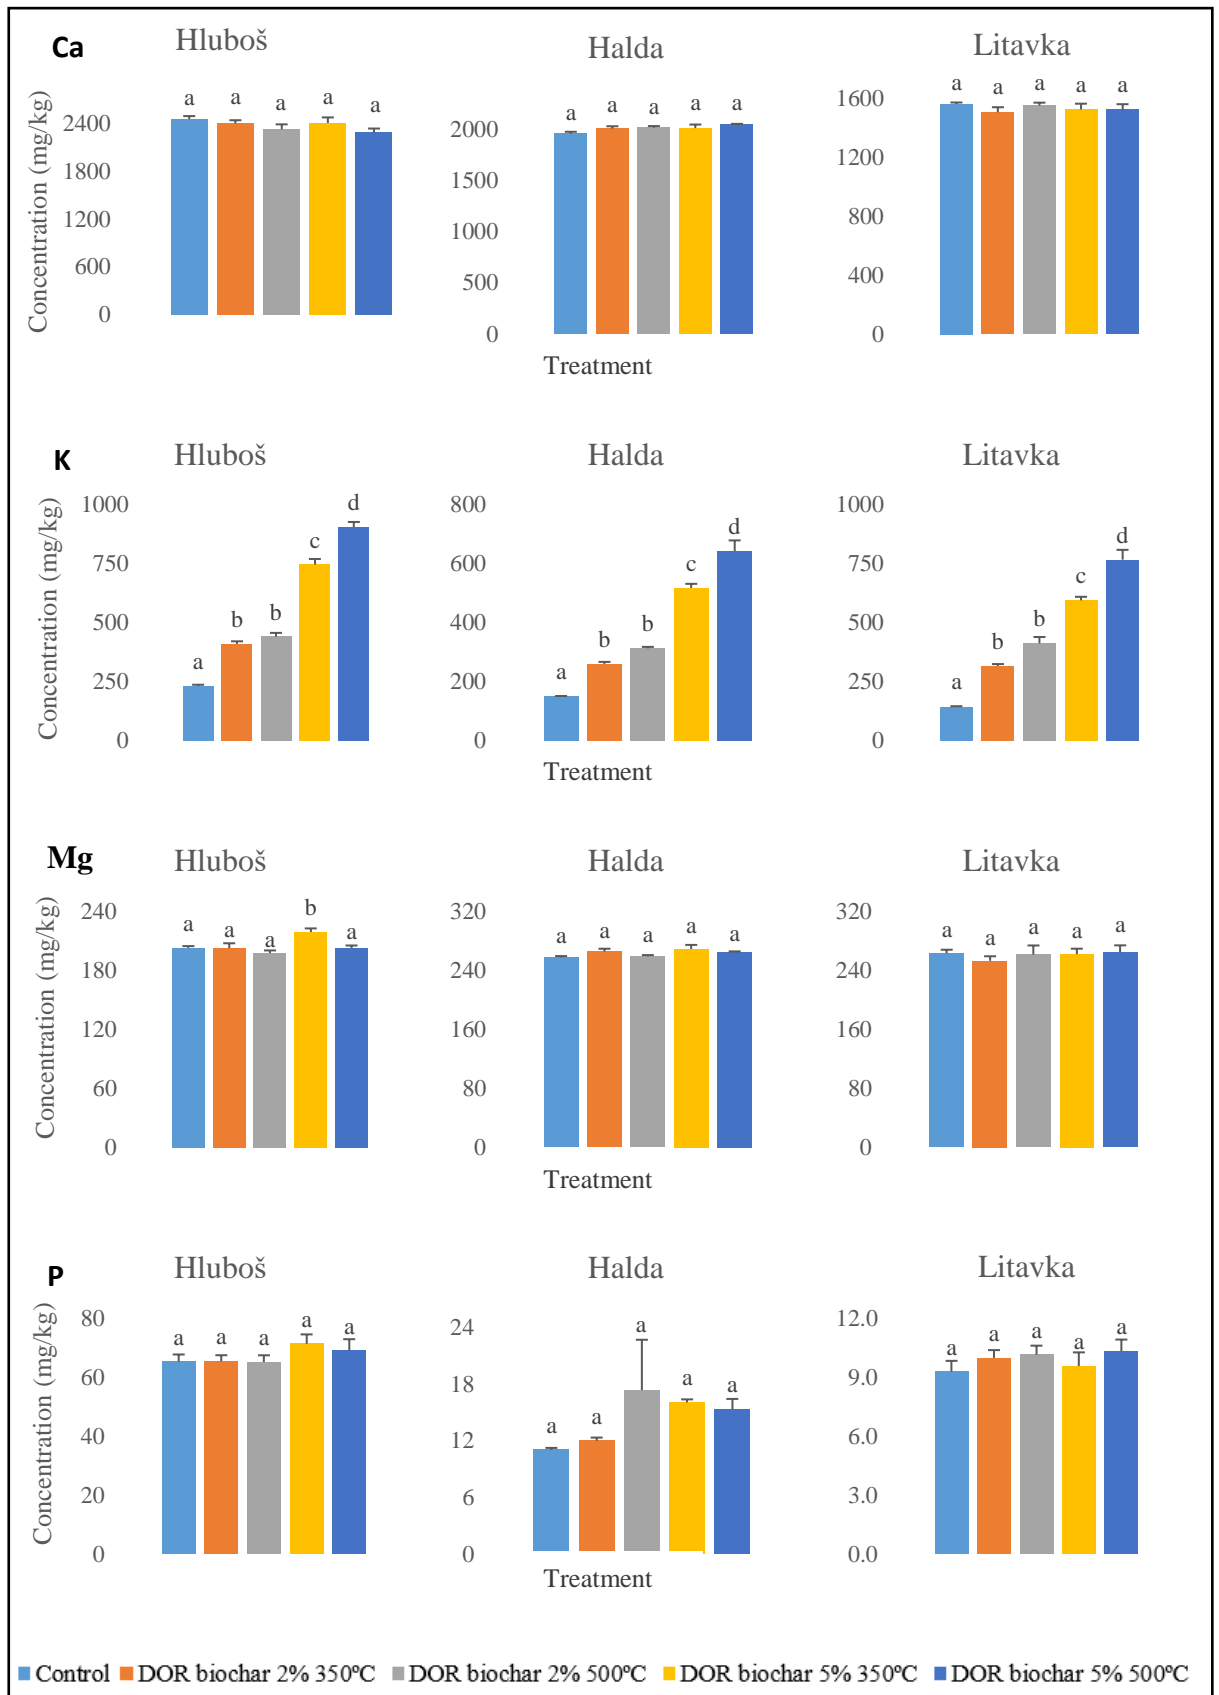 Ca
Hluboš
Halda
Litavka
Concentration (mg/kg)
2400
1800
1200
600
0
a a a a a
2000
1500
1000
500
0
a a a a a
1600
1200
800
400
0
a a a a a
Treatment
K
Hluboš
Halda
Litavka
Concentration (mg/kg)
1000
750
500
250
0
a b b c d
800
600
400
200
0
a b b c d
1000
750
500
250
0
a b b c d
Treatment
Mg
Hluboš
Halda
Litavka
Concentration (mg/kg)
240
180
120
60
0
a a a b a
320
240
160
80
0
a a a a a
320
240
160
80
0
a a a a a
Treatment
P
Hluboš
Halda
Litavka
Concentration (mg/kg)
80
60
40
20
0
a a a a a
24
18
12
6
0
a a a a a
12.0
9.0
6.0
3.0
0.0
a a a a a
Treatment
Control DOR biochar 2% 350ºC DOR biochar 2% 500ºC DOR biochar 5% 350ºC DOR biochar 5% 500ºC